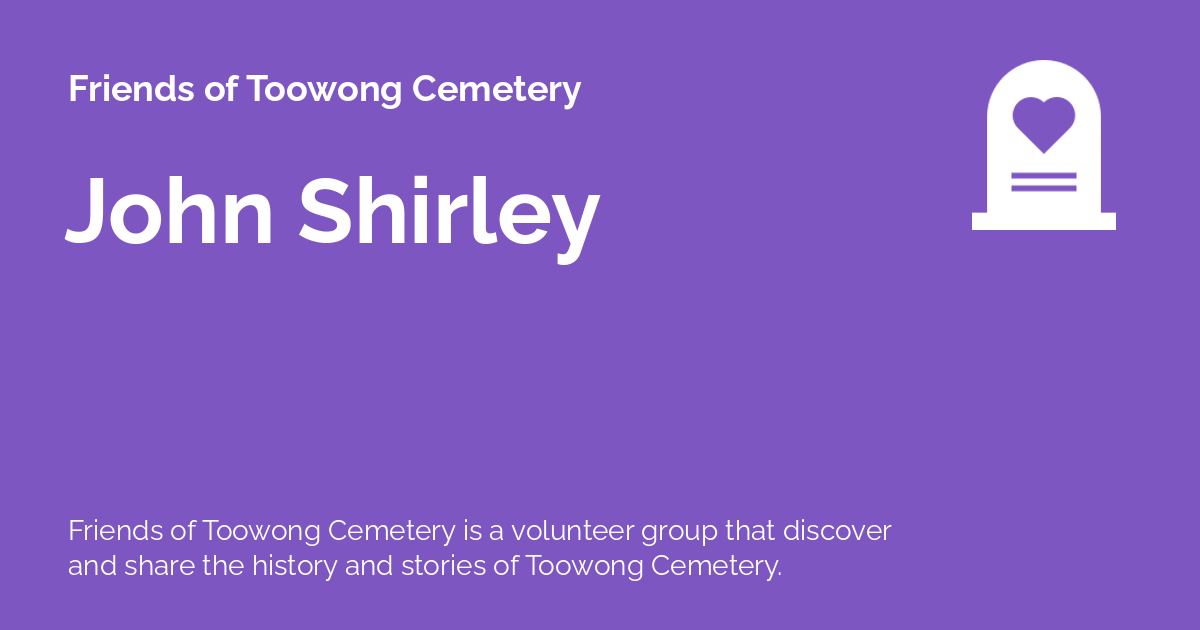 Friends of Toowong Cemetery
John Shirley
Friends of Toowong Cemetery is a volunteer group that discover
and share the history and stories of Toowong Cemetery.